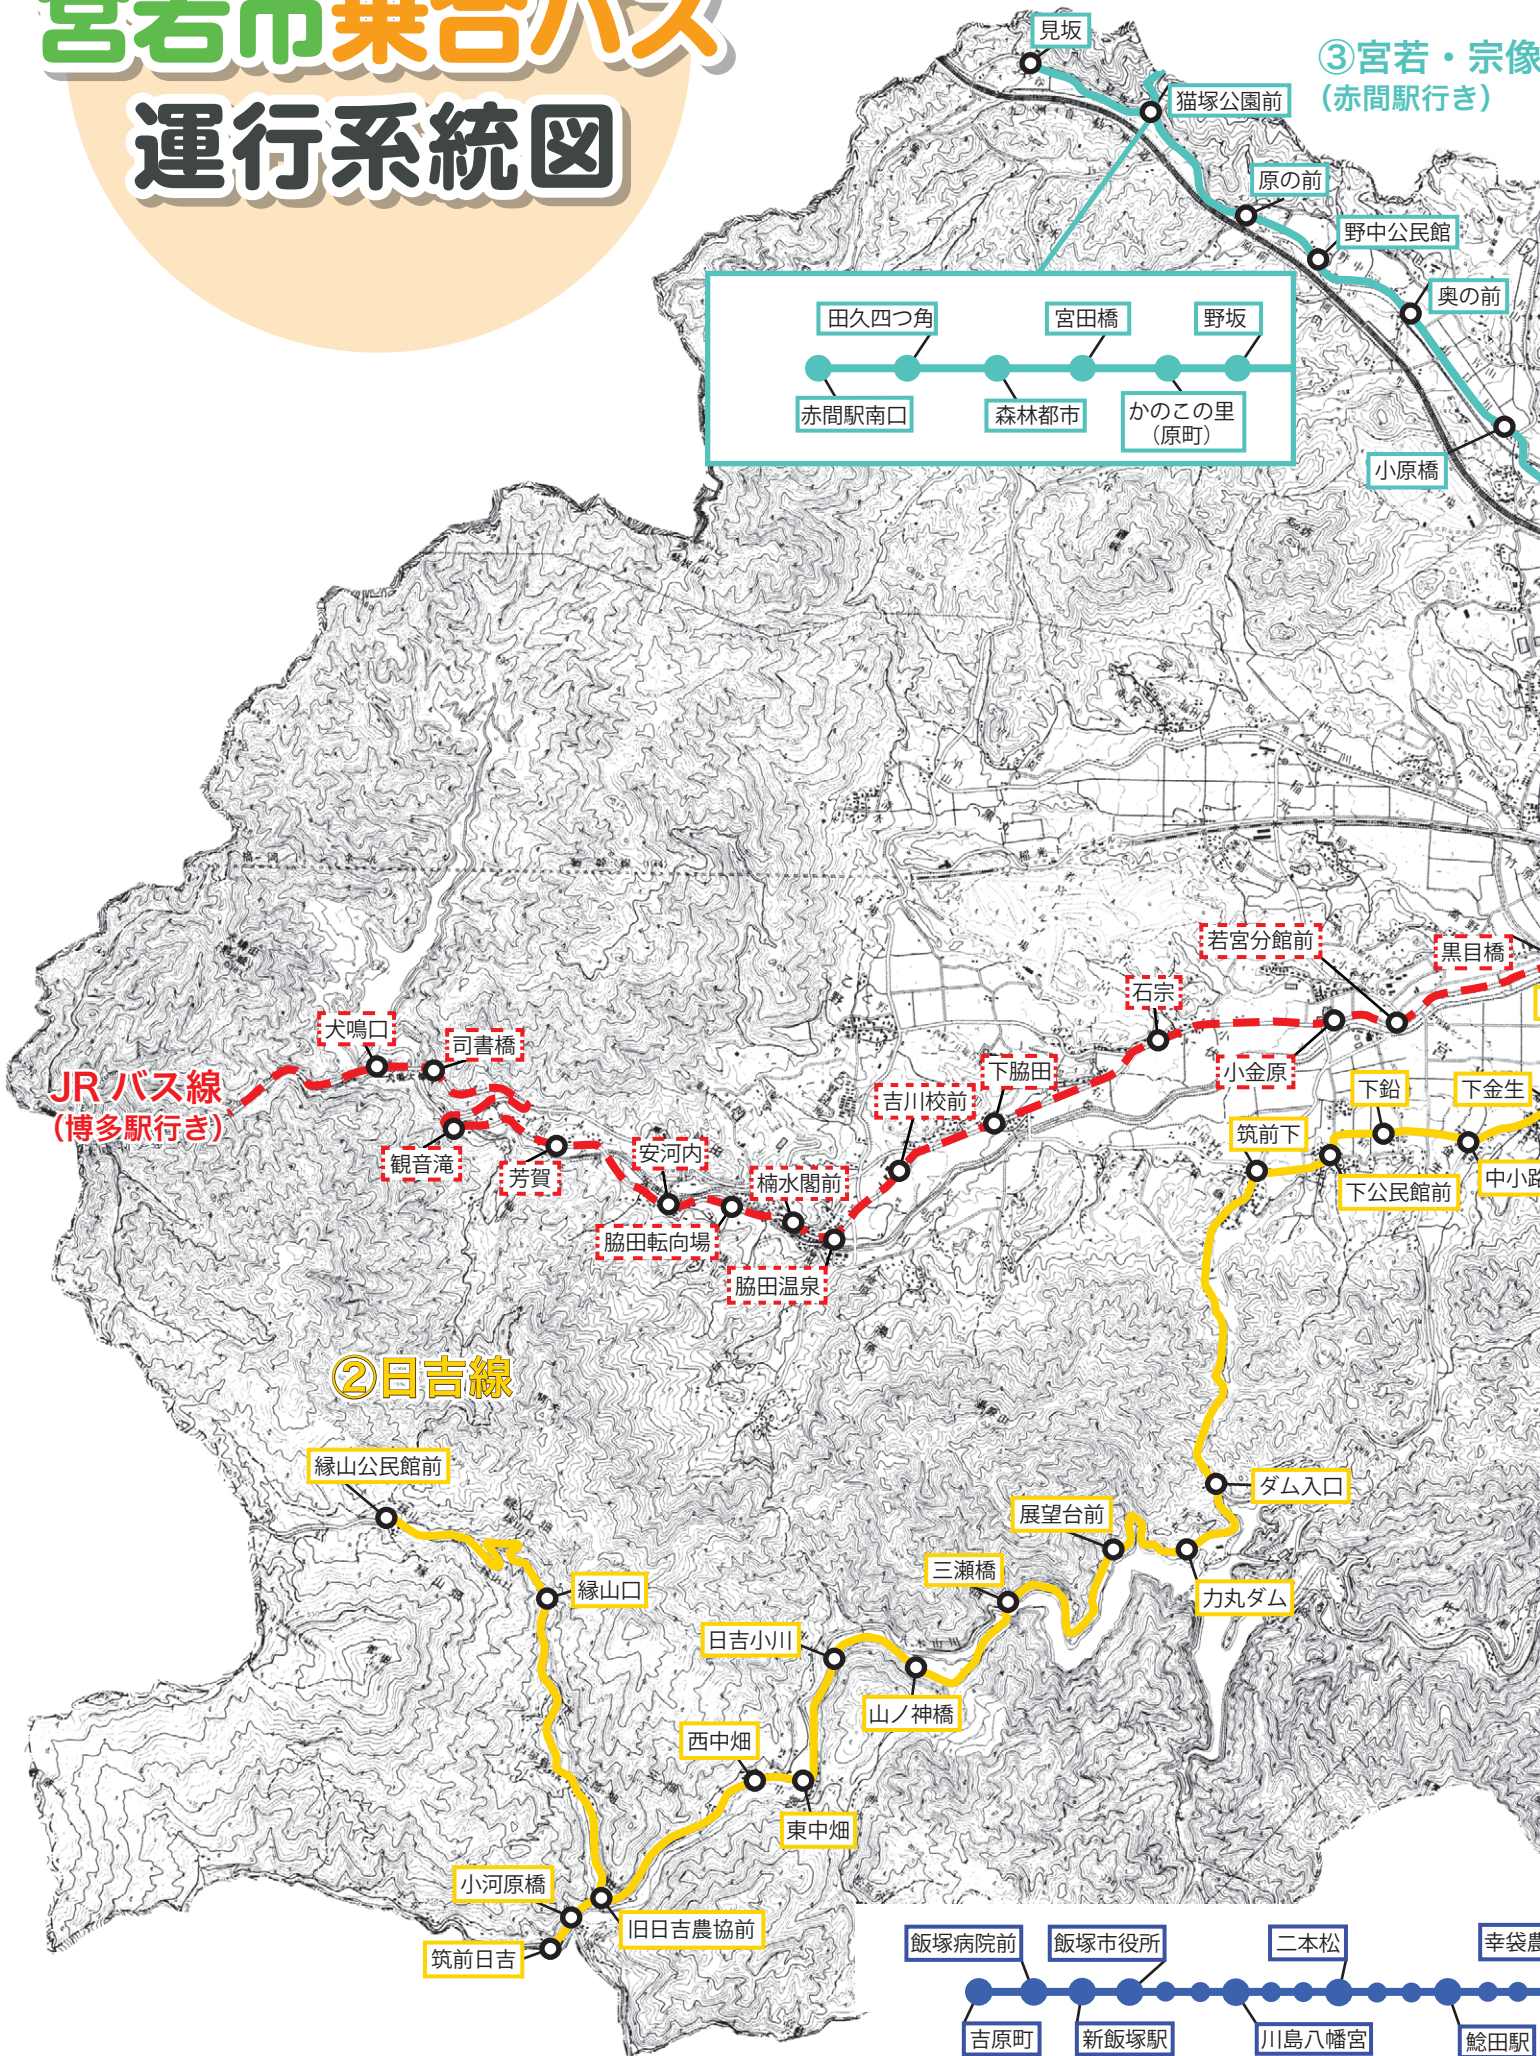 宮若市乗合バス
運行系統図
③宮若・宗像
（赤間駅行き）
見坂
猫塚公園前
原の前
野中公民館
奥の前
小原橋
田久四つ角
宮田橋
野坂
赤間駅南口
森林都市
かのこの里
（原町）
若宮分館前
黒目橋
石宗
小金原
下脇田
吉川校前
犬鳴口
司書橋
JR バス線
（博多駅行き）
観音滝
芳賀
安河内
楠水閣前
脇田転向場
脇田温泉
下鉛
下金生
筑前下
下公民館前
中小路
②日吉線
縁山公民館前
縁山口
ダム入口
展望台前
三瀬橋
力丸ダム
日吉小川
山ノ神橋
西中畑
東中畑
小河原橋
旧日吉農協前
筑前日吉
飯塚病院前
飯塚市役所
二本松
幸袋農
吉原町
新飯塚駅
川島八幡宮
鯰田駅